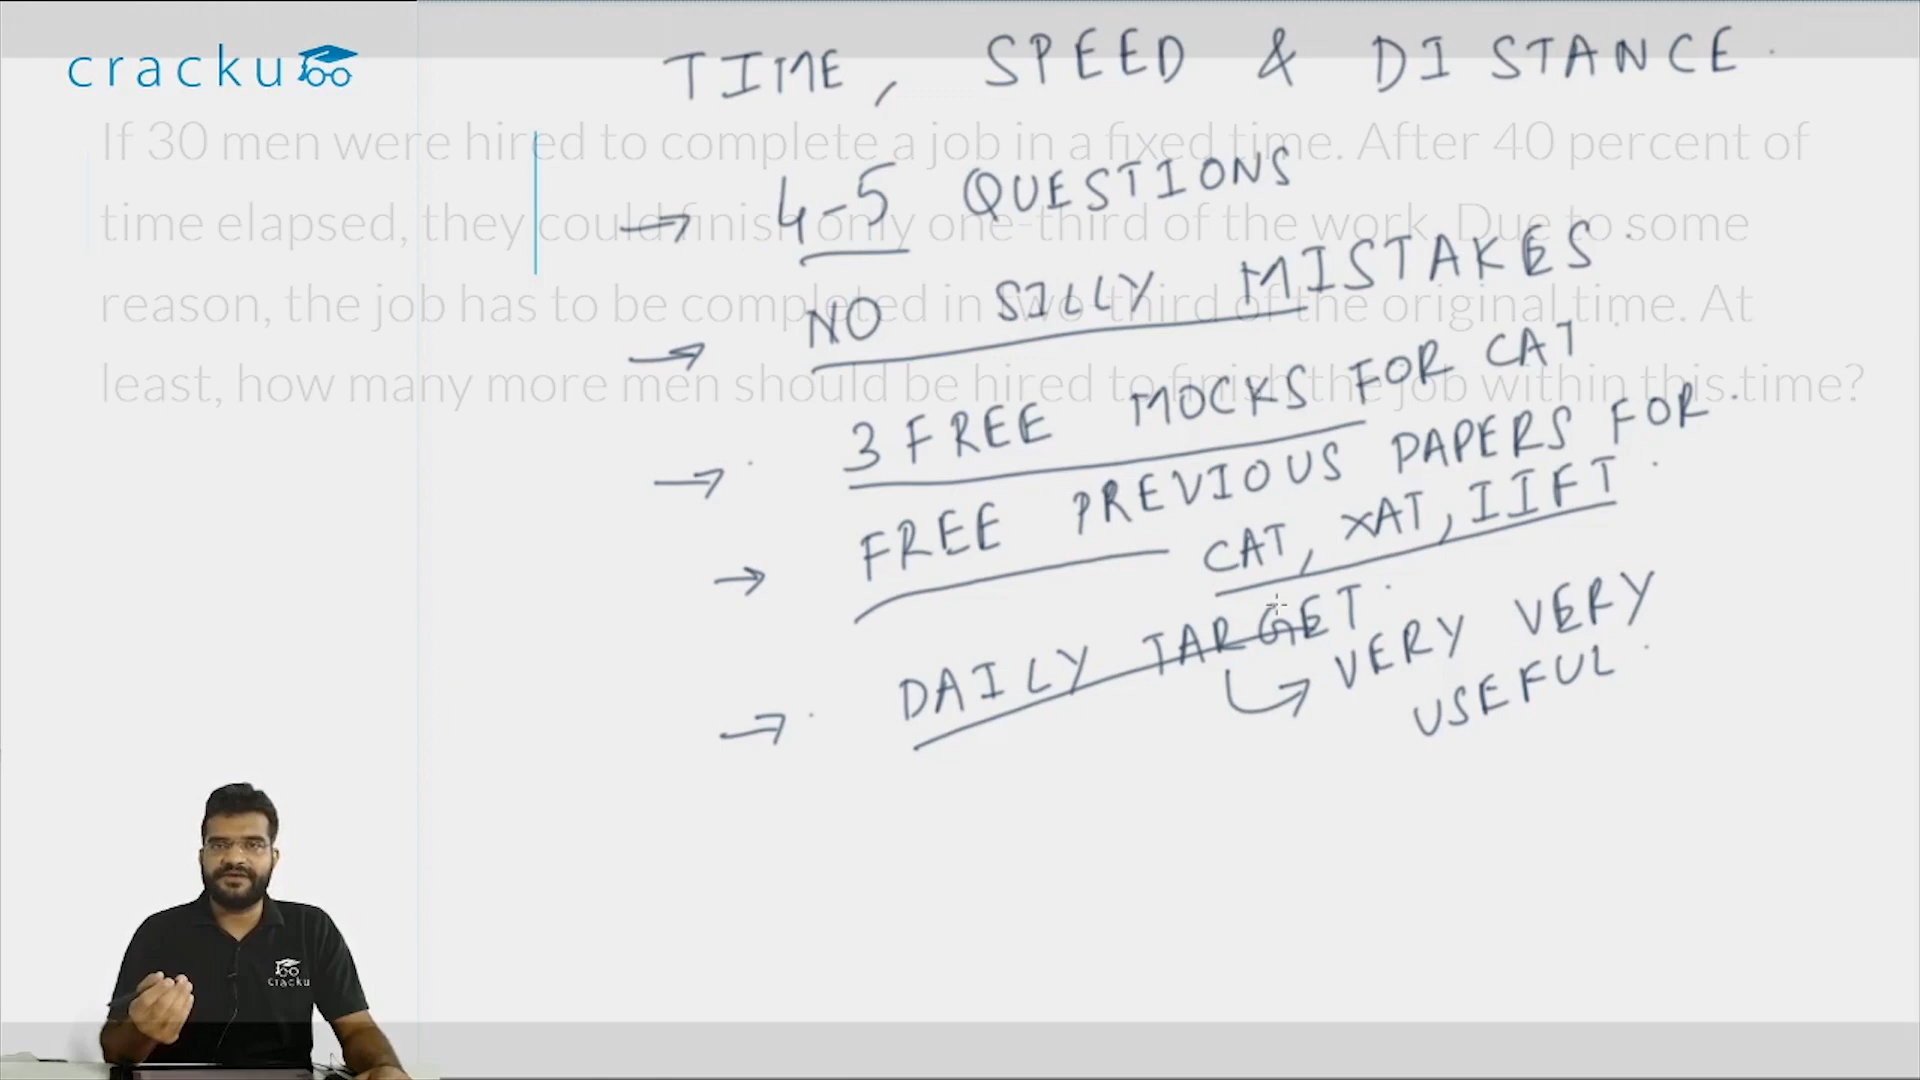 cracku
TIME, SPEED & DISTANCE.
If 30 men were hired to complete a job in a fixed time. After 40 percent of
→ 4-5 QUESTIONS
time elapsed, they could finish only one-third of the work. Due to some
→ NO SILLY MISTAKES.
reason, the job has to be completed in two-third of the original time. At
→ 3 FREE MOCKS FOR CAT.
least, how many more men should be hired to finish the job within this time?
→ FREE PREVIOUS PAPERS FOR
CAT, XAT, IIFT.
→ DAILY TARGET.
VERY VERY
USEFUL.
cracku